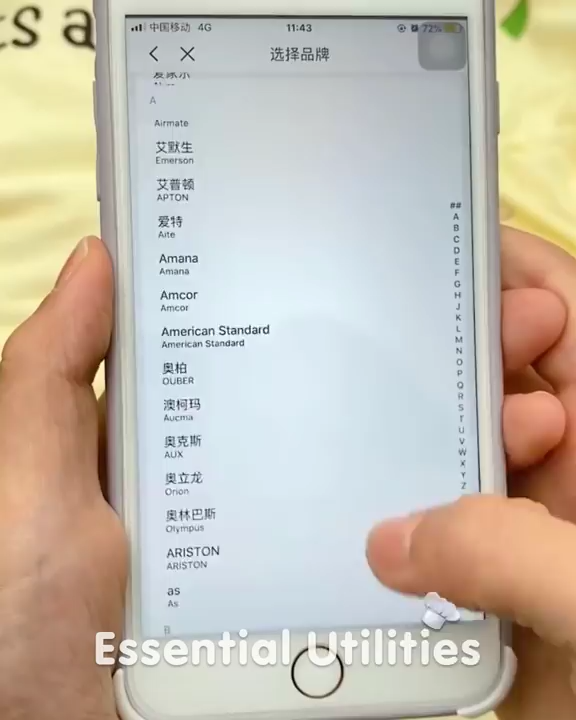 s a
中国移动 4G 11:43 72%
选择品牌
A
Airmate
艾默生
Emerson
艾普顿
APTON
爱特
Aite
Amana
Amana
Amcor
Amcor
American Standard
American Standard
奥柏
OUBER
澳柯玛
Aucma
奥克斯
AUX
奥立龙
Orion
奥林巴斯
Olympus
ARISTON
ARISTON
as
As
B
##
A
B
C
D
E
F
G
H
J
K
L
M
N
O
P
Q
R
S
T
U
V
W
X
Y
Z
Essential Utilities